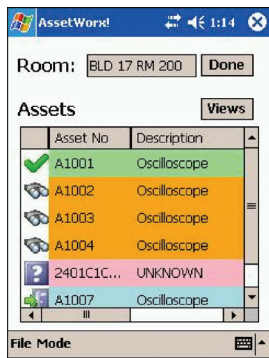 AssetWorx! 1:14
Room: BLD 17 RM 200 Done
Assets Views
Asset No Description
A1001 Oscilloscope
A1002 Oscilloscope
A1003 Oscilloscope
A1004 Oscilloscope
? 2401C1C... UNKNOWN
A1007 Oscilloscope
File Mode